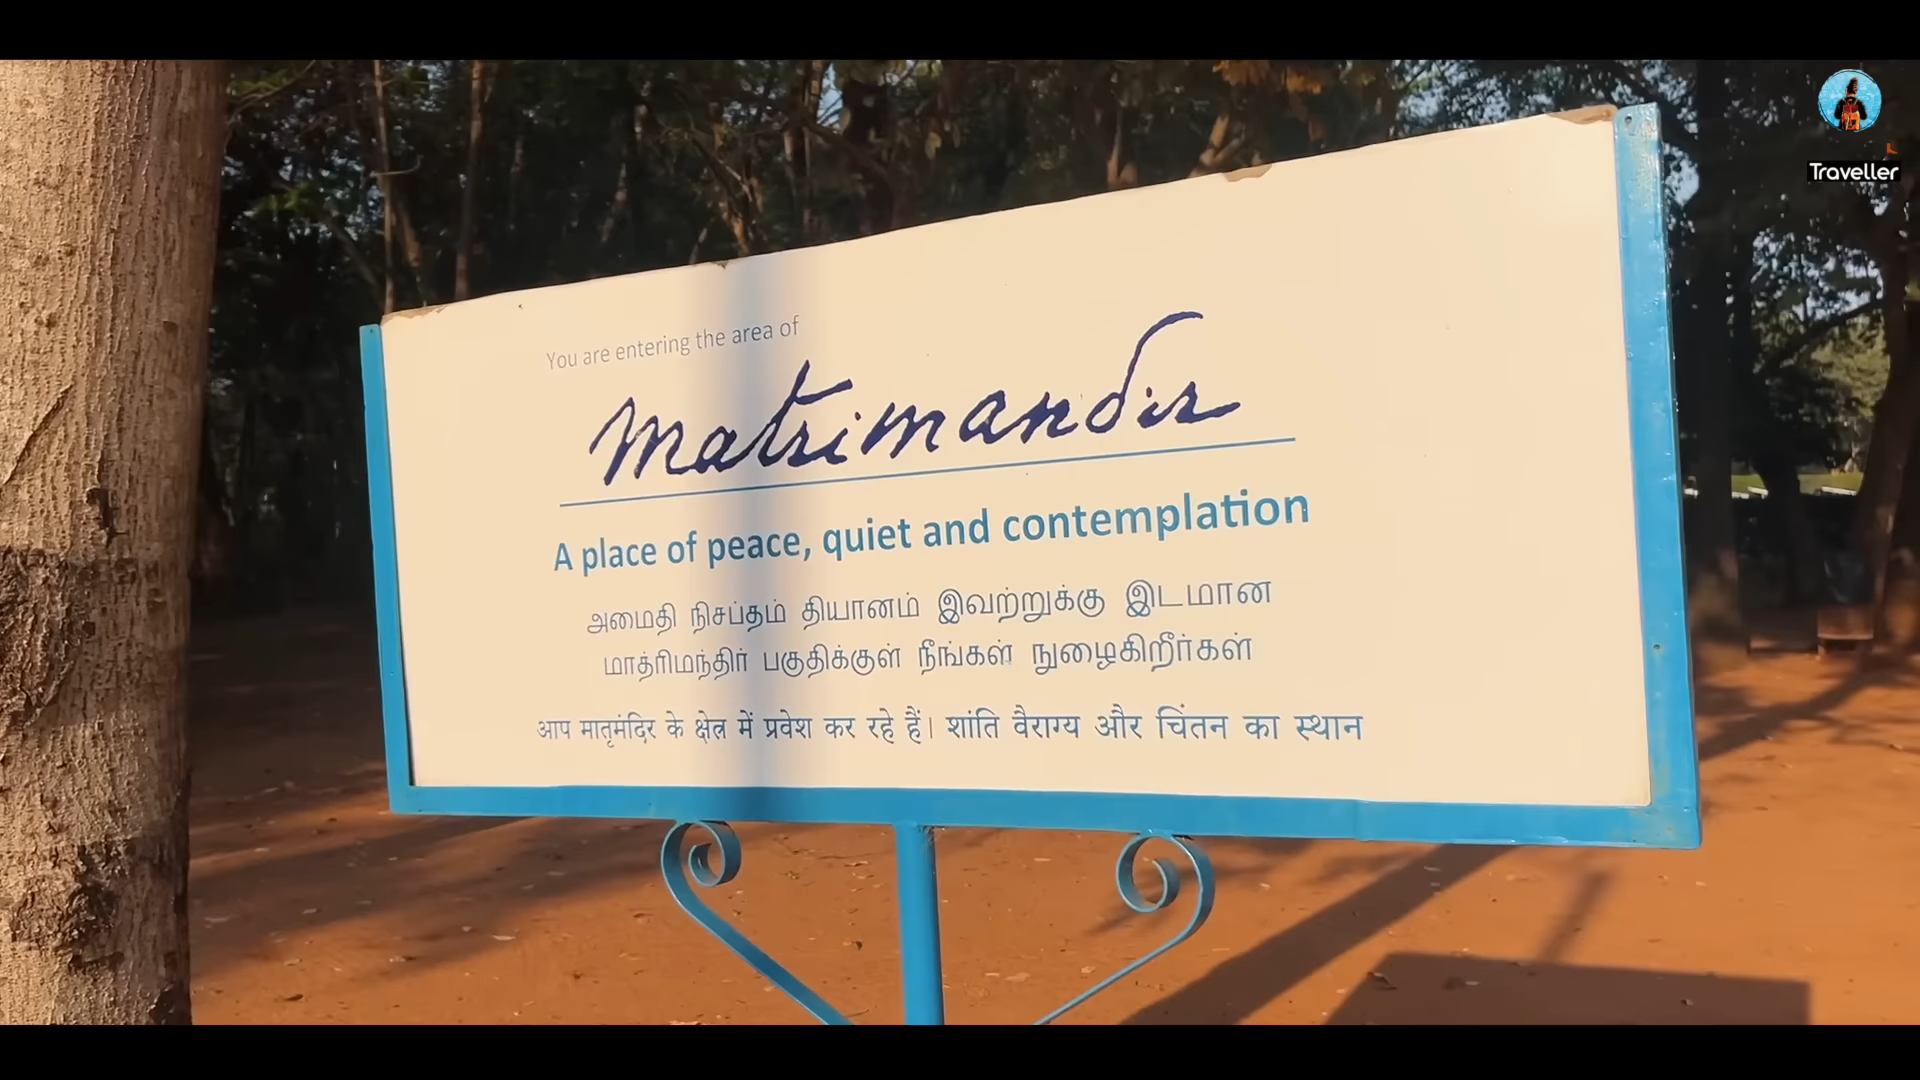 Traveller
You are entering the area of
Matrimandir
A place of peace, quiet and contemplation
அமைதி நிசப்தம் தியானம் இவற்றுக்கு இடமான
மாத்ரிமந்திர் பகுதிக்குள் நீங்கள் நுழைகிறீர்கள்
आप मातृमंदिर के क्षेत्र में प्रवेश कर रहे हैं। शांति वैराग्य और चिंतन का स्थान